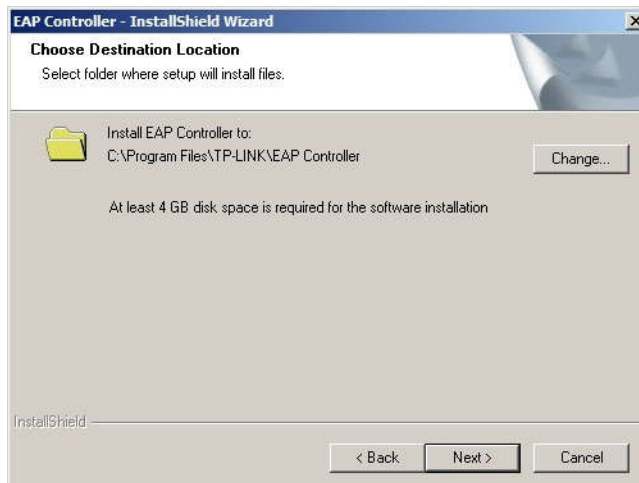 EAP Controller - InstallShield Wizard
Choose Destination Location
Select folder where setup will install files.
Install EAP Controller to:
C:\Program Files\TP-LINK\EAP Controller
Change...
At least 4 GB disk space is required for the software installation
InstallShield
< Back
Next >
Cancel